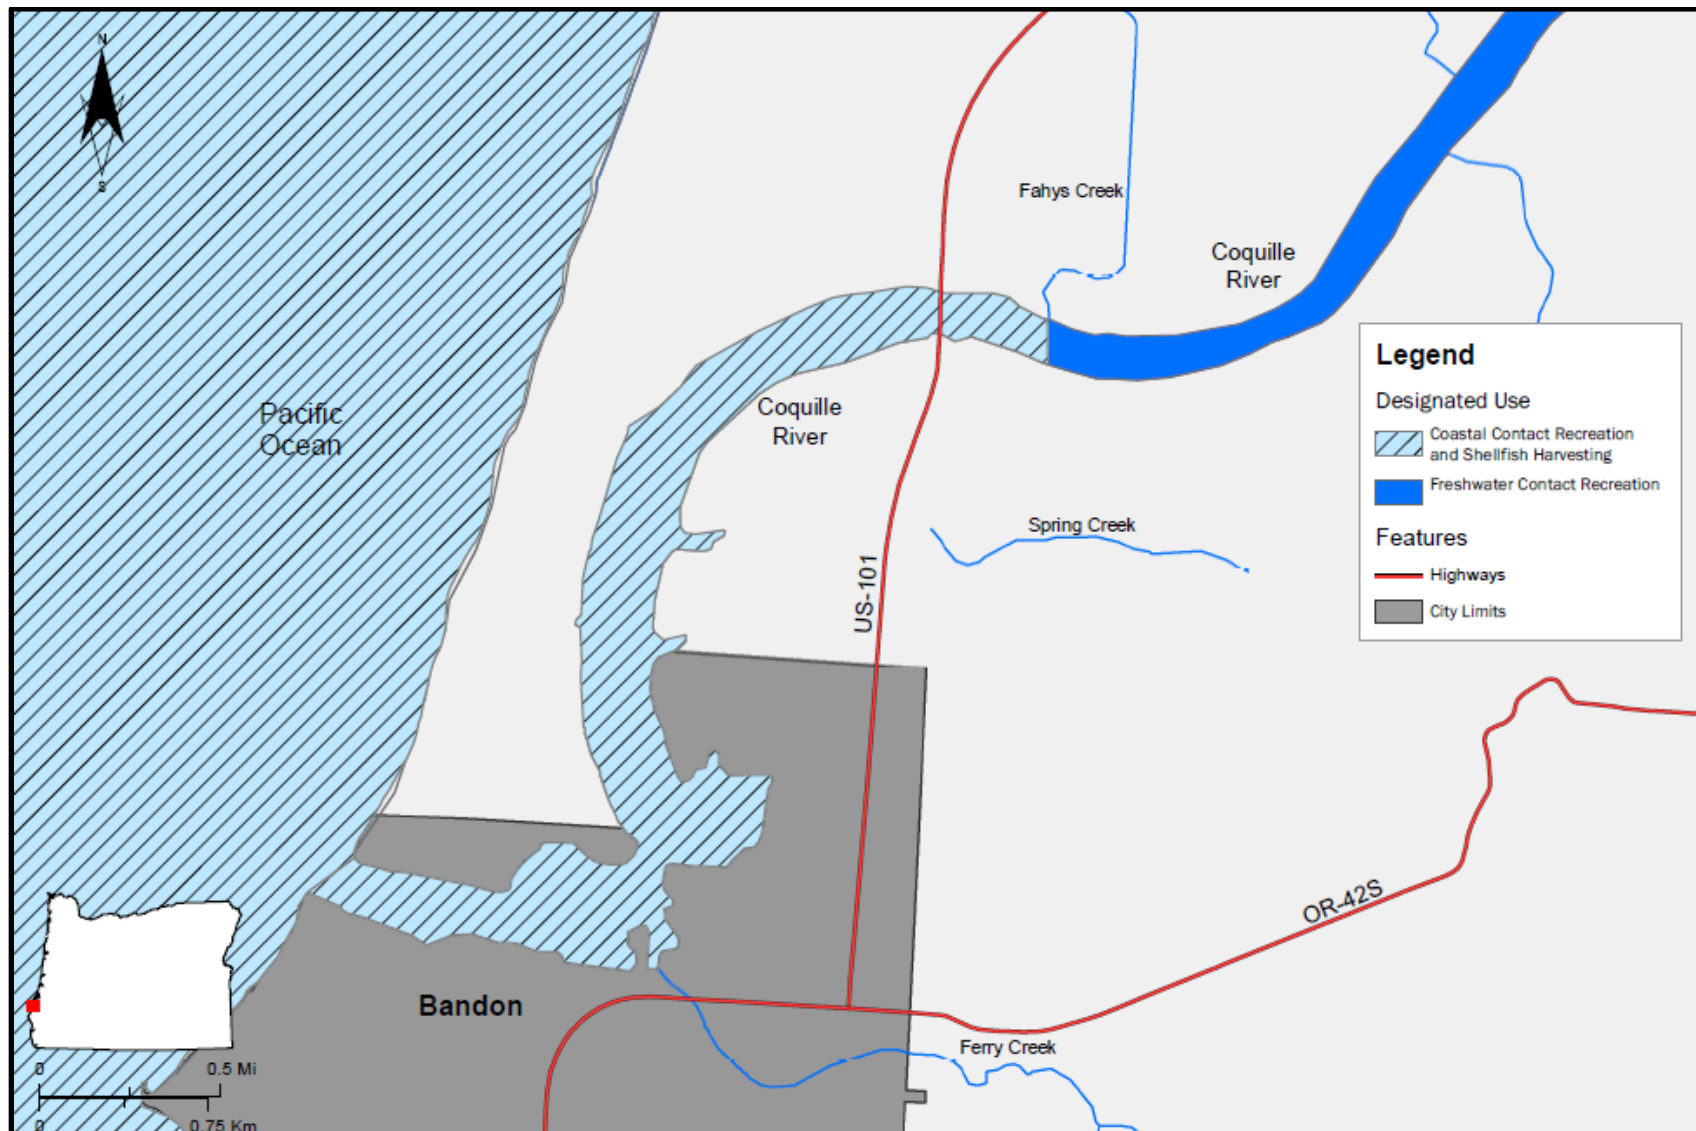 N
S
Fahys Creek
Coquille
River
Pacific
Ocean
Coquille
River
Legend
Designated Use
Coastal Contact Recreation
and Shellfish Harvesting
Freshwater Contact Recreation
Features
Highways
City Limits
Spring Creek
US-101
OR-42S
Bandon
Ferry Creek
0 0.5 Mi
0 0.75 Km